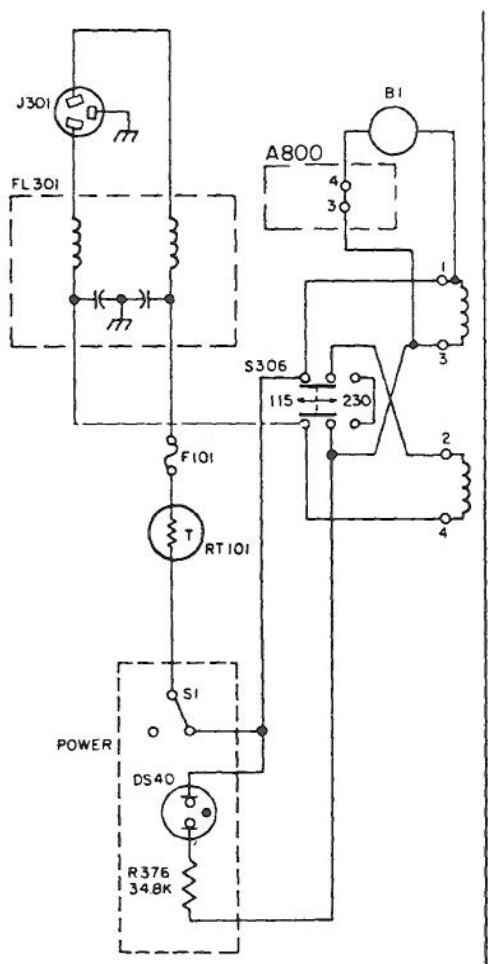 J301
B1
A800
4
3
FL301
1
S306
115
230
3
2
F101
4
T
RT101
S1
POWER
DS40
R376
34.8K